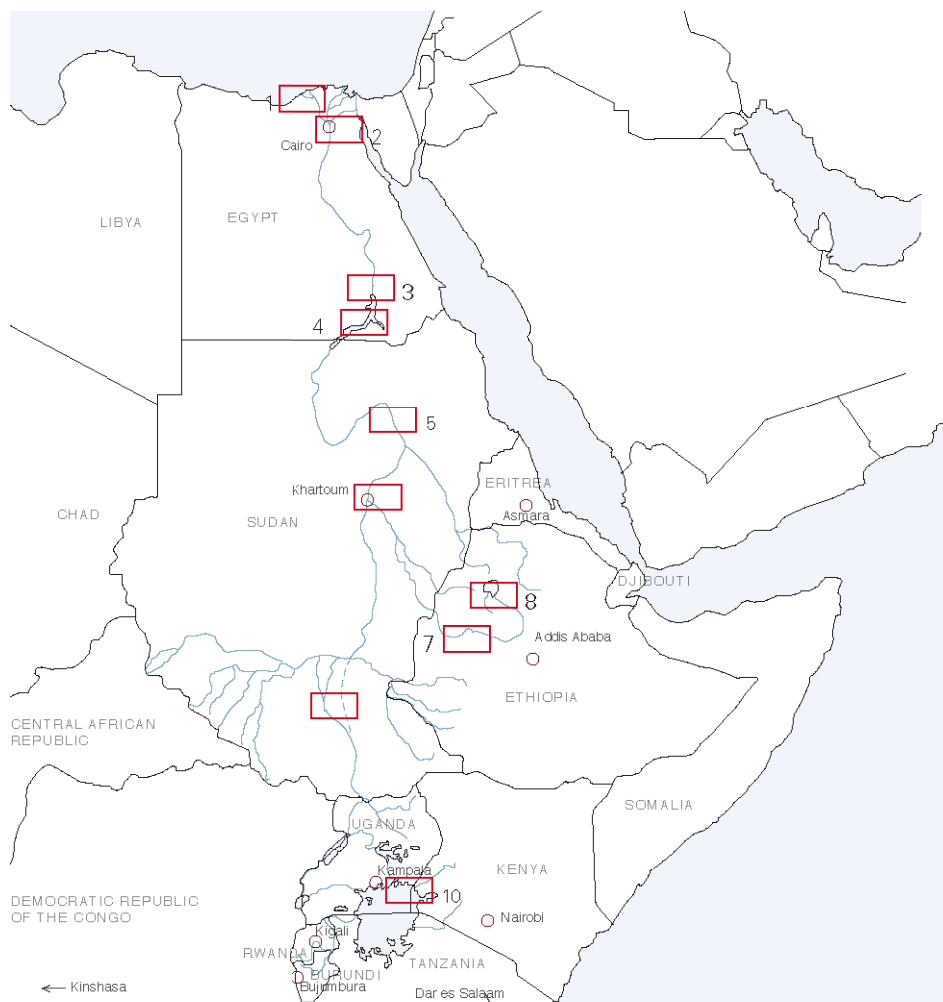 Cairo
2
LIBYA
EGYPT
3
4
5
Khartoum
ERITREA
CHAD
SUDAN
Asmara
DJIBOUTI
8
7
Addis Ababa
ETHIOPIA
CENTRAL AFRICAN
REPUBLIC
SOMALIA
UGANDA
Kampala
KENYA
10
DEMOCRATIC REPUBLIC
OF THE CONGO
Nairobi
Kigali
RWANDA
TANZANIA
BURUNDI
Kinshasa
Bujumbura
Dar es Salaam